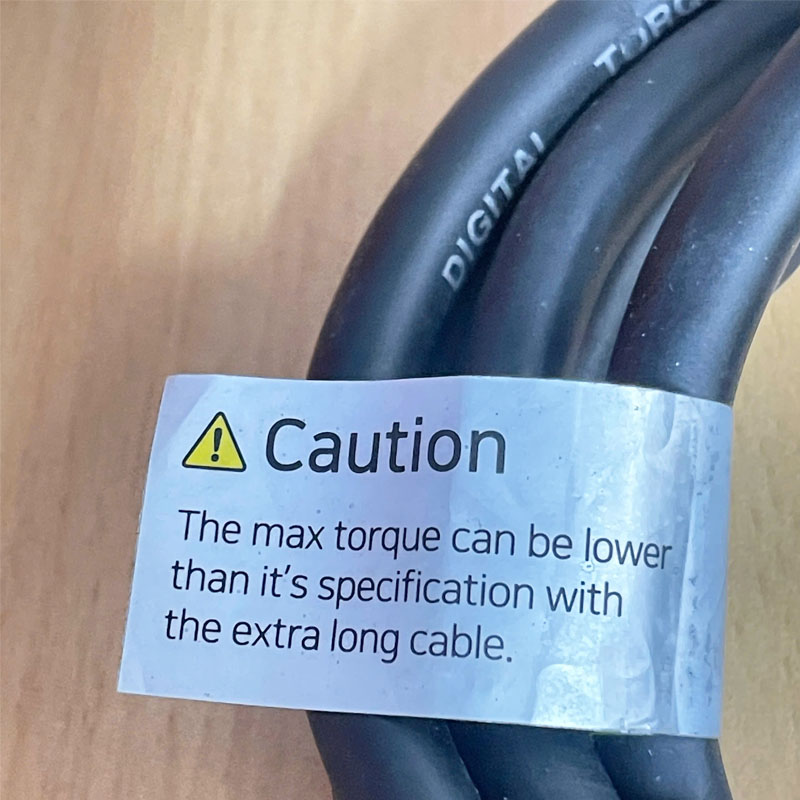 DIGITAL
Caution
The max torque can be lower
than it's specification with
the extra long cable.